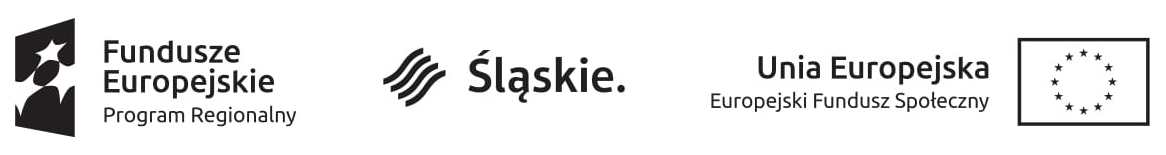 Fundusze
Europejskie
Program Regionalny
Śląskie.
Unia Europejska
Europejski Fundusz Społeczny